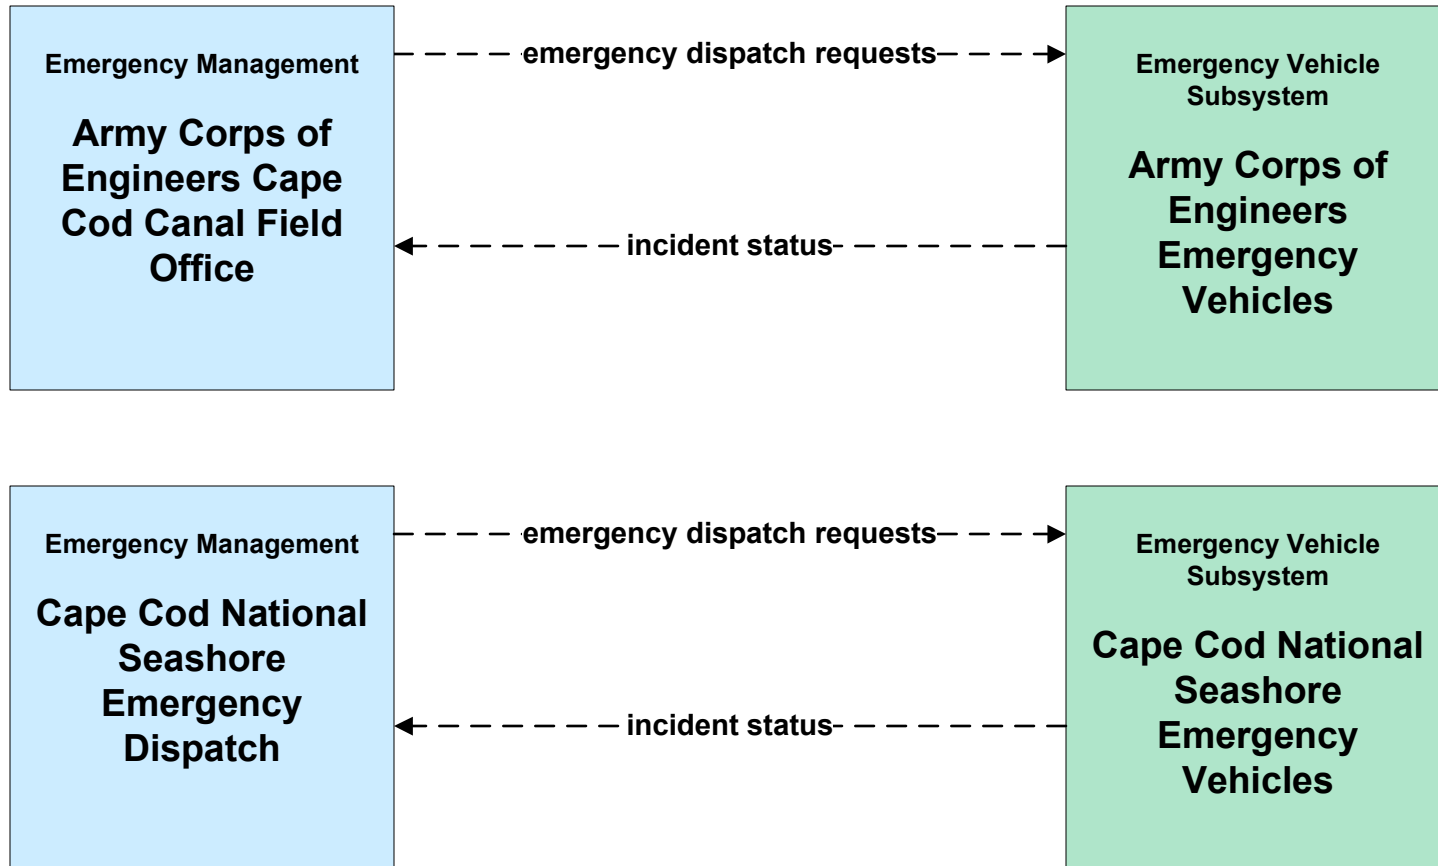 Emergency Management
Army Corps of
Engineers Cape
Cod Canal Field
Office
emergency dispatch requests
incident status
Emergency Vehicle
Subsystem
Army Corps of
Engineers
Emergency
Vehicles
Emergency Management
Cape Cod National
Seashore
Emergency
Dispatch
emergency dispatch requests
incident status
Emergency Vehicle
Subsystem
Cape Cod National
Seashore
Emergency
Vehicles